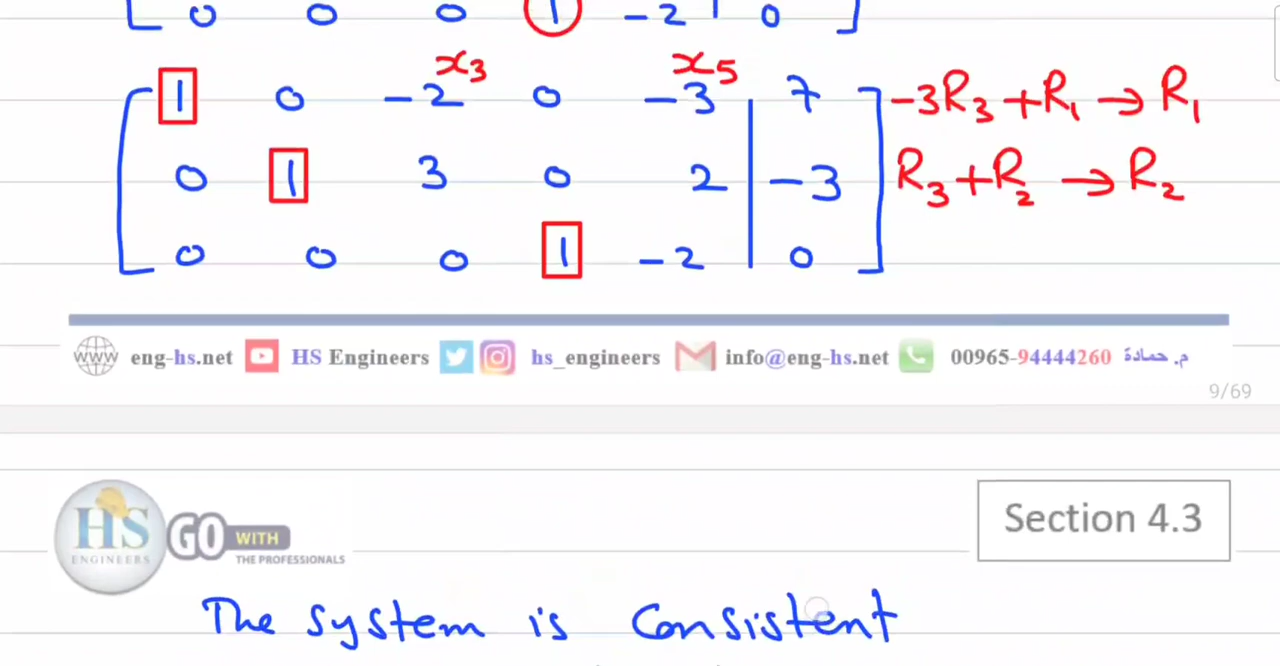 0 0 0 1 -2 | 0
x₃ x₅
1 0 -2 0 -3 | 7 -3R₃ + R₁ → R₁
0 1 3 0 2 | -3 R₃ + R₂ → R₂
0 0 0 1 -2 | 0
www eng-hs.net HS Engineers hs_engineers info@eng-hs.net 00965-94444260 م. حمادة
9/69
HS ENGINEERS GO WITH THE PROFESSIONALS
Section 4.3
The system is consistent